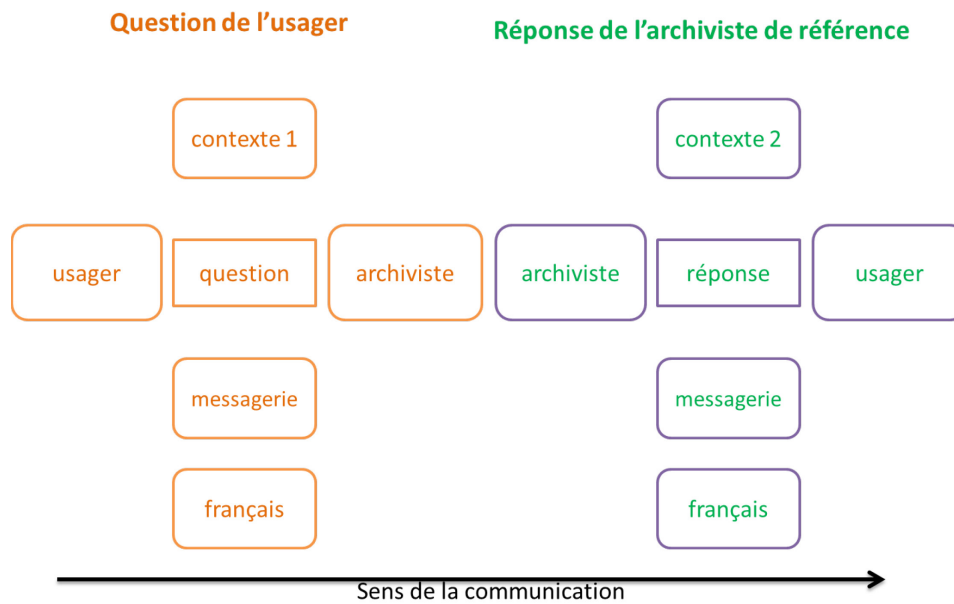 Question de l'usager
Réponse de l'archiviste de référence
contexte 1
contexte 2
usager
question
archiviste
archiviste
réponse
usager
messagerie
messagerie
français
français
Sens de la communication